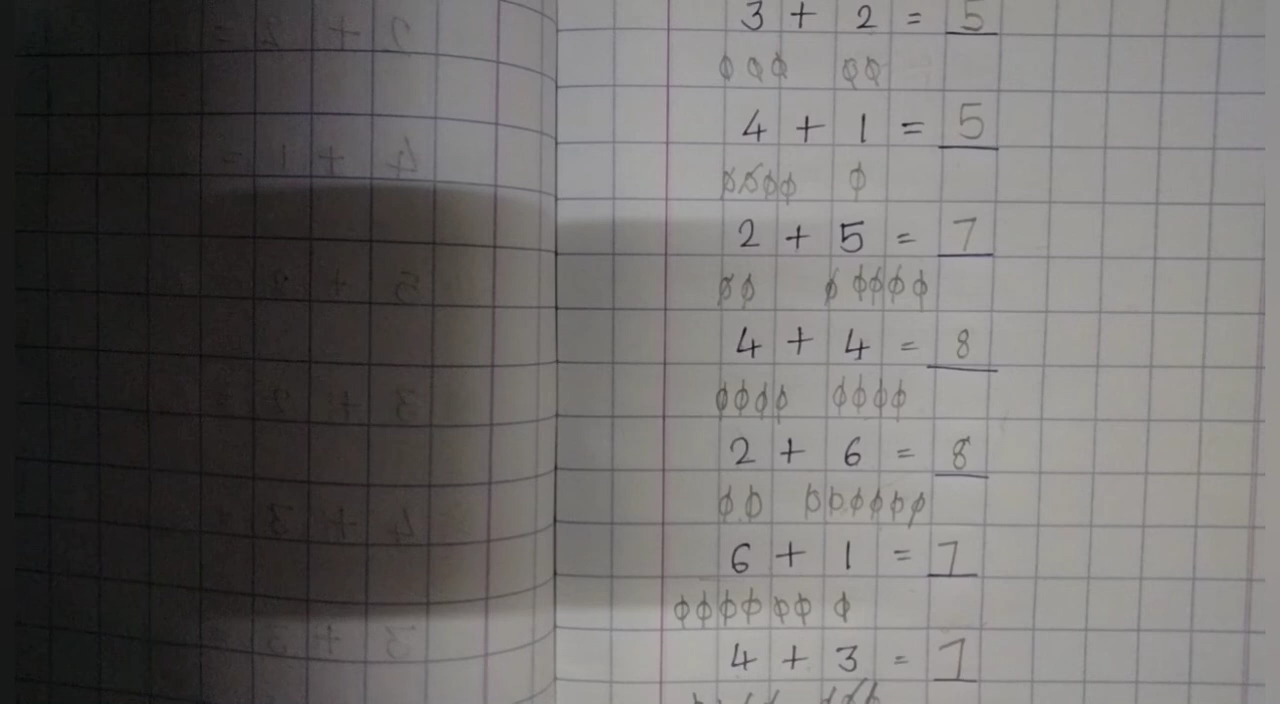 3 + 2 = 5
4 + 1 = 5
2 + 5 = 7
4 + 4 = 8
2 + 6 = 8
6 + 1 = 7
4 + 3 = 7